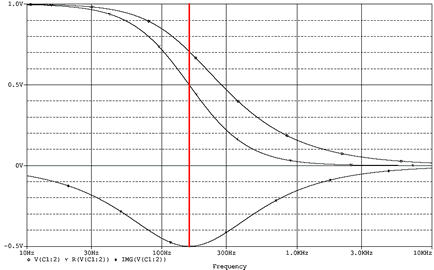 1.0V
0.5V
0V
-0.5V
10Hz 30Hz 100Hz 300Hz 1.0KHz 3.0KHz 10KHz
V(C1:2) R(V(C1:2)) IMG(V(C1:2))
Frequency